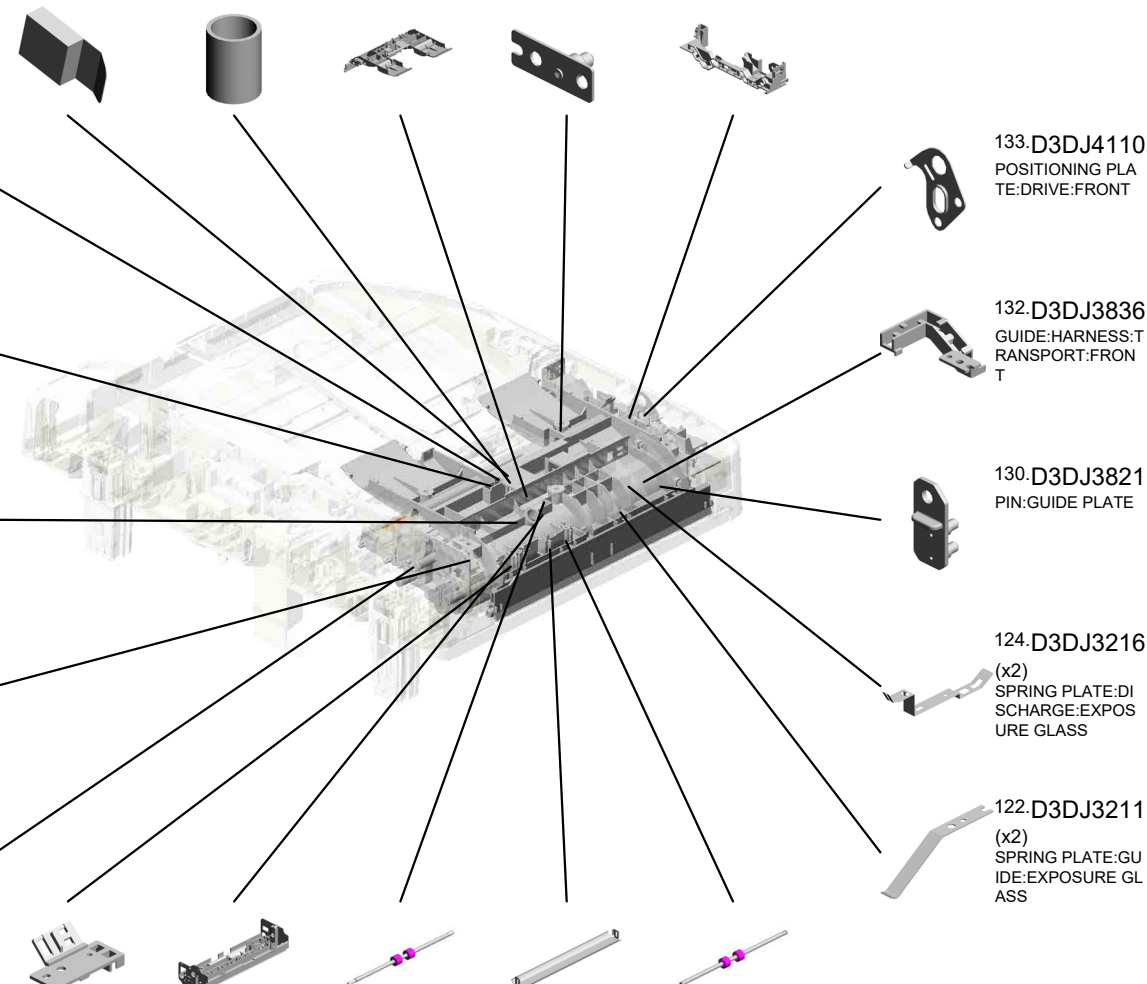 133.D3DJ4110
POSITIONING PLA
TE:DRIVE:FRONT
132.D3DJ3836
GUIDE:HARNESS:T
RANSPORT:FRON
T
130.D3DJ3821
PIN:GUIDE PLATE
124.D3DJ3216
(x2)
SPRING PLATE:DI
SCHARGE:EXPOS
URE GLASS
122.D3DJ3211
(x2)
SPRING PLATE:GU
IDE:EXPOSURE GL
ASS